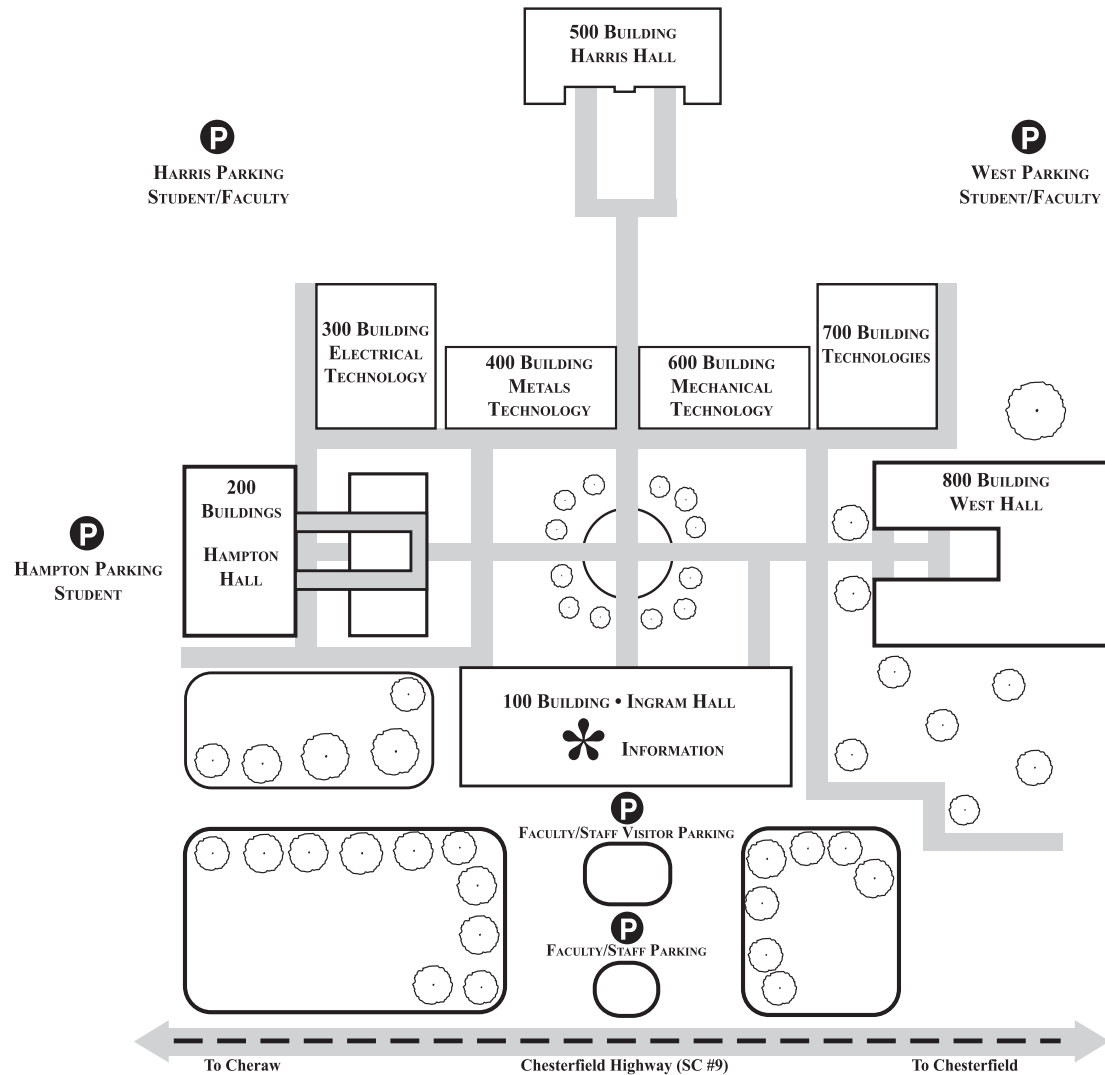 500 Building
Harris Hall
P
Harris Parking
Student/Faculty
P
West Parking
Student/Faculty
300 Building
Electrical
Technology
400 Building
Metals
Technology
600 Building
Mechanical
Technology
700 Building
Technologies
200
Buildings
Hampton
Hall
P
Hampton Parking
Student
800 Building
West Hall
100 Building • Ingram Hall
* Information
P
Faculty/Staff Visitor Parking
P
Faculty/Staff Parking
To Cheraw
Chesterfield Highway (SC #9)
To Chesterfield